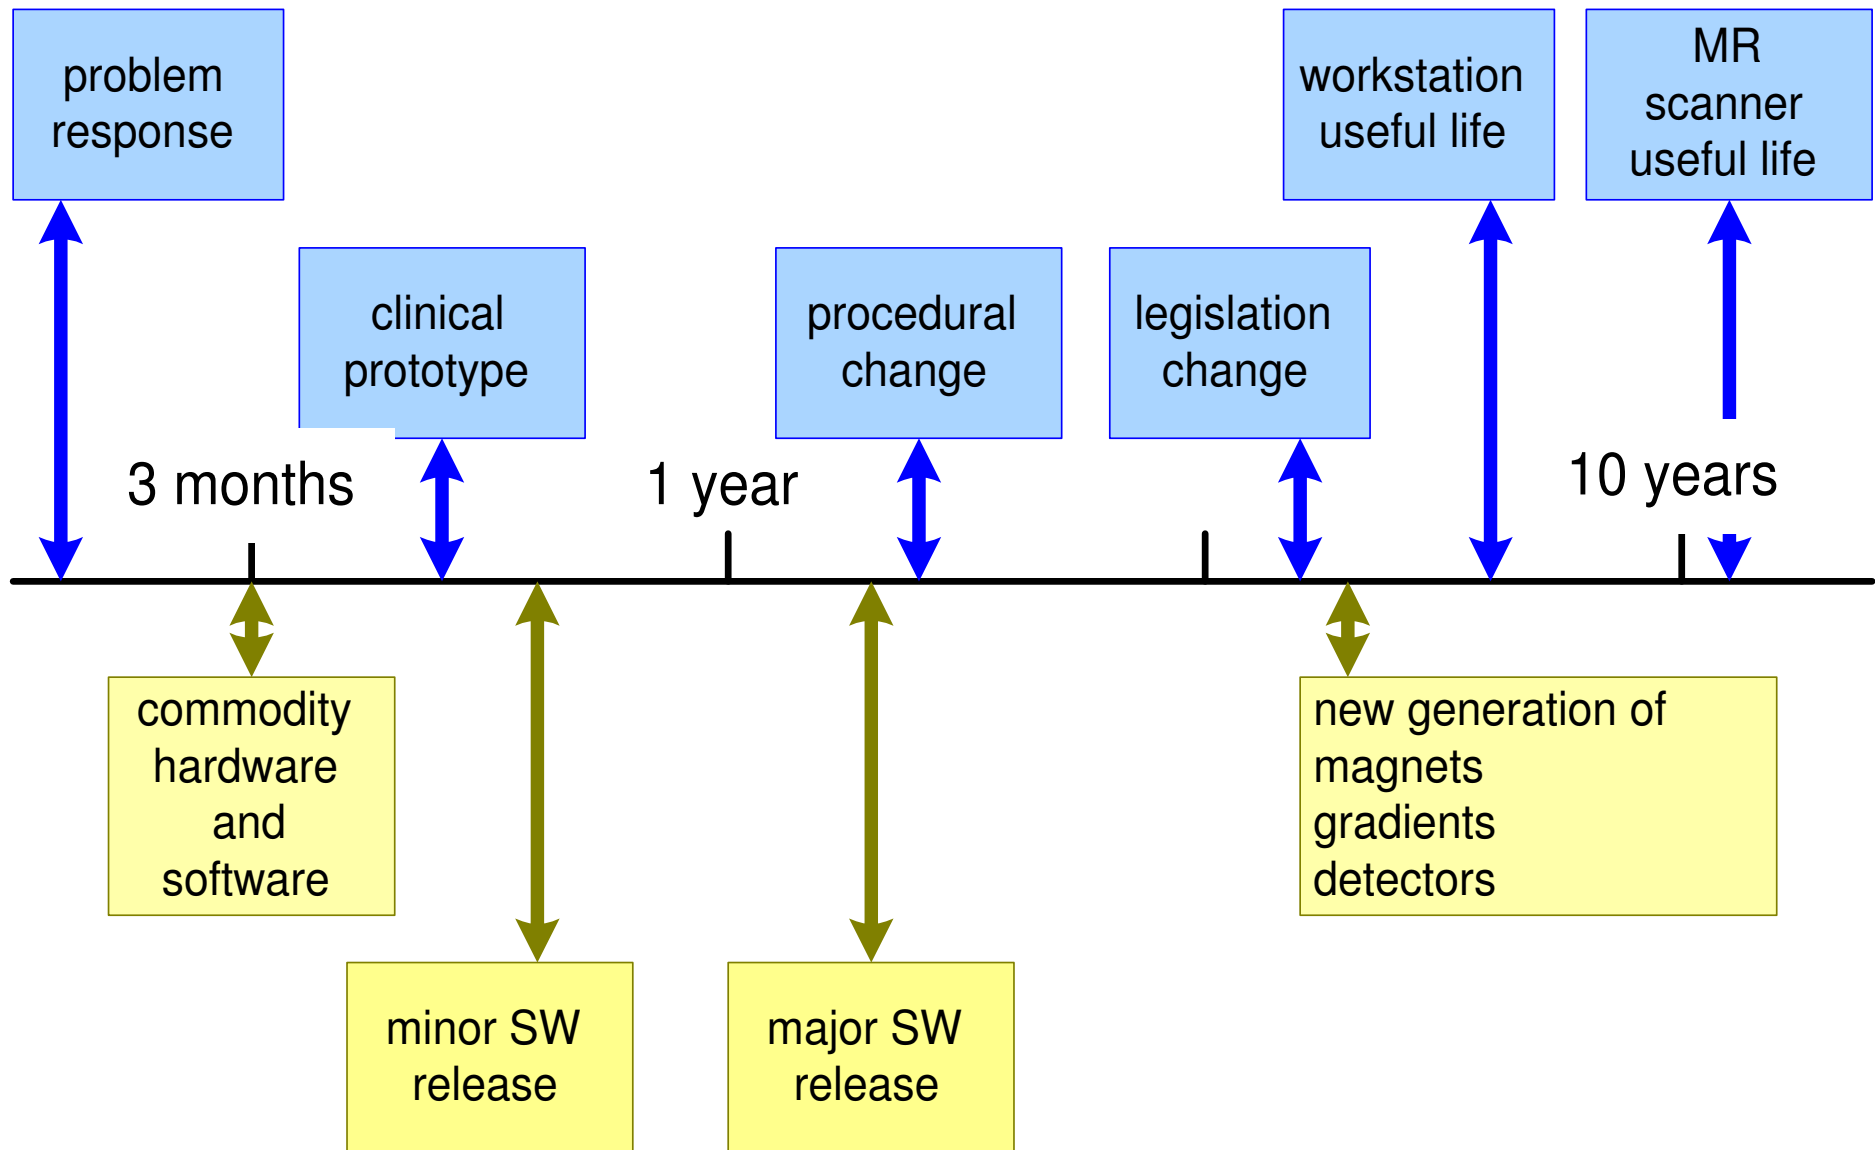 problem
response
workstation
useful life
MR
scanner
useful life
clinical
prototype
procedural
change
legislation
change
3 months
1 year
10 years
commodity
hardware
and
software
new generation of
magnets
gradients
detectors
minor SW
release
major SW
release